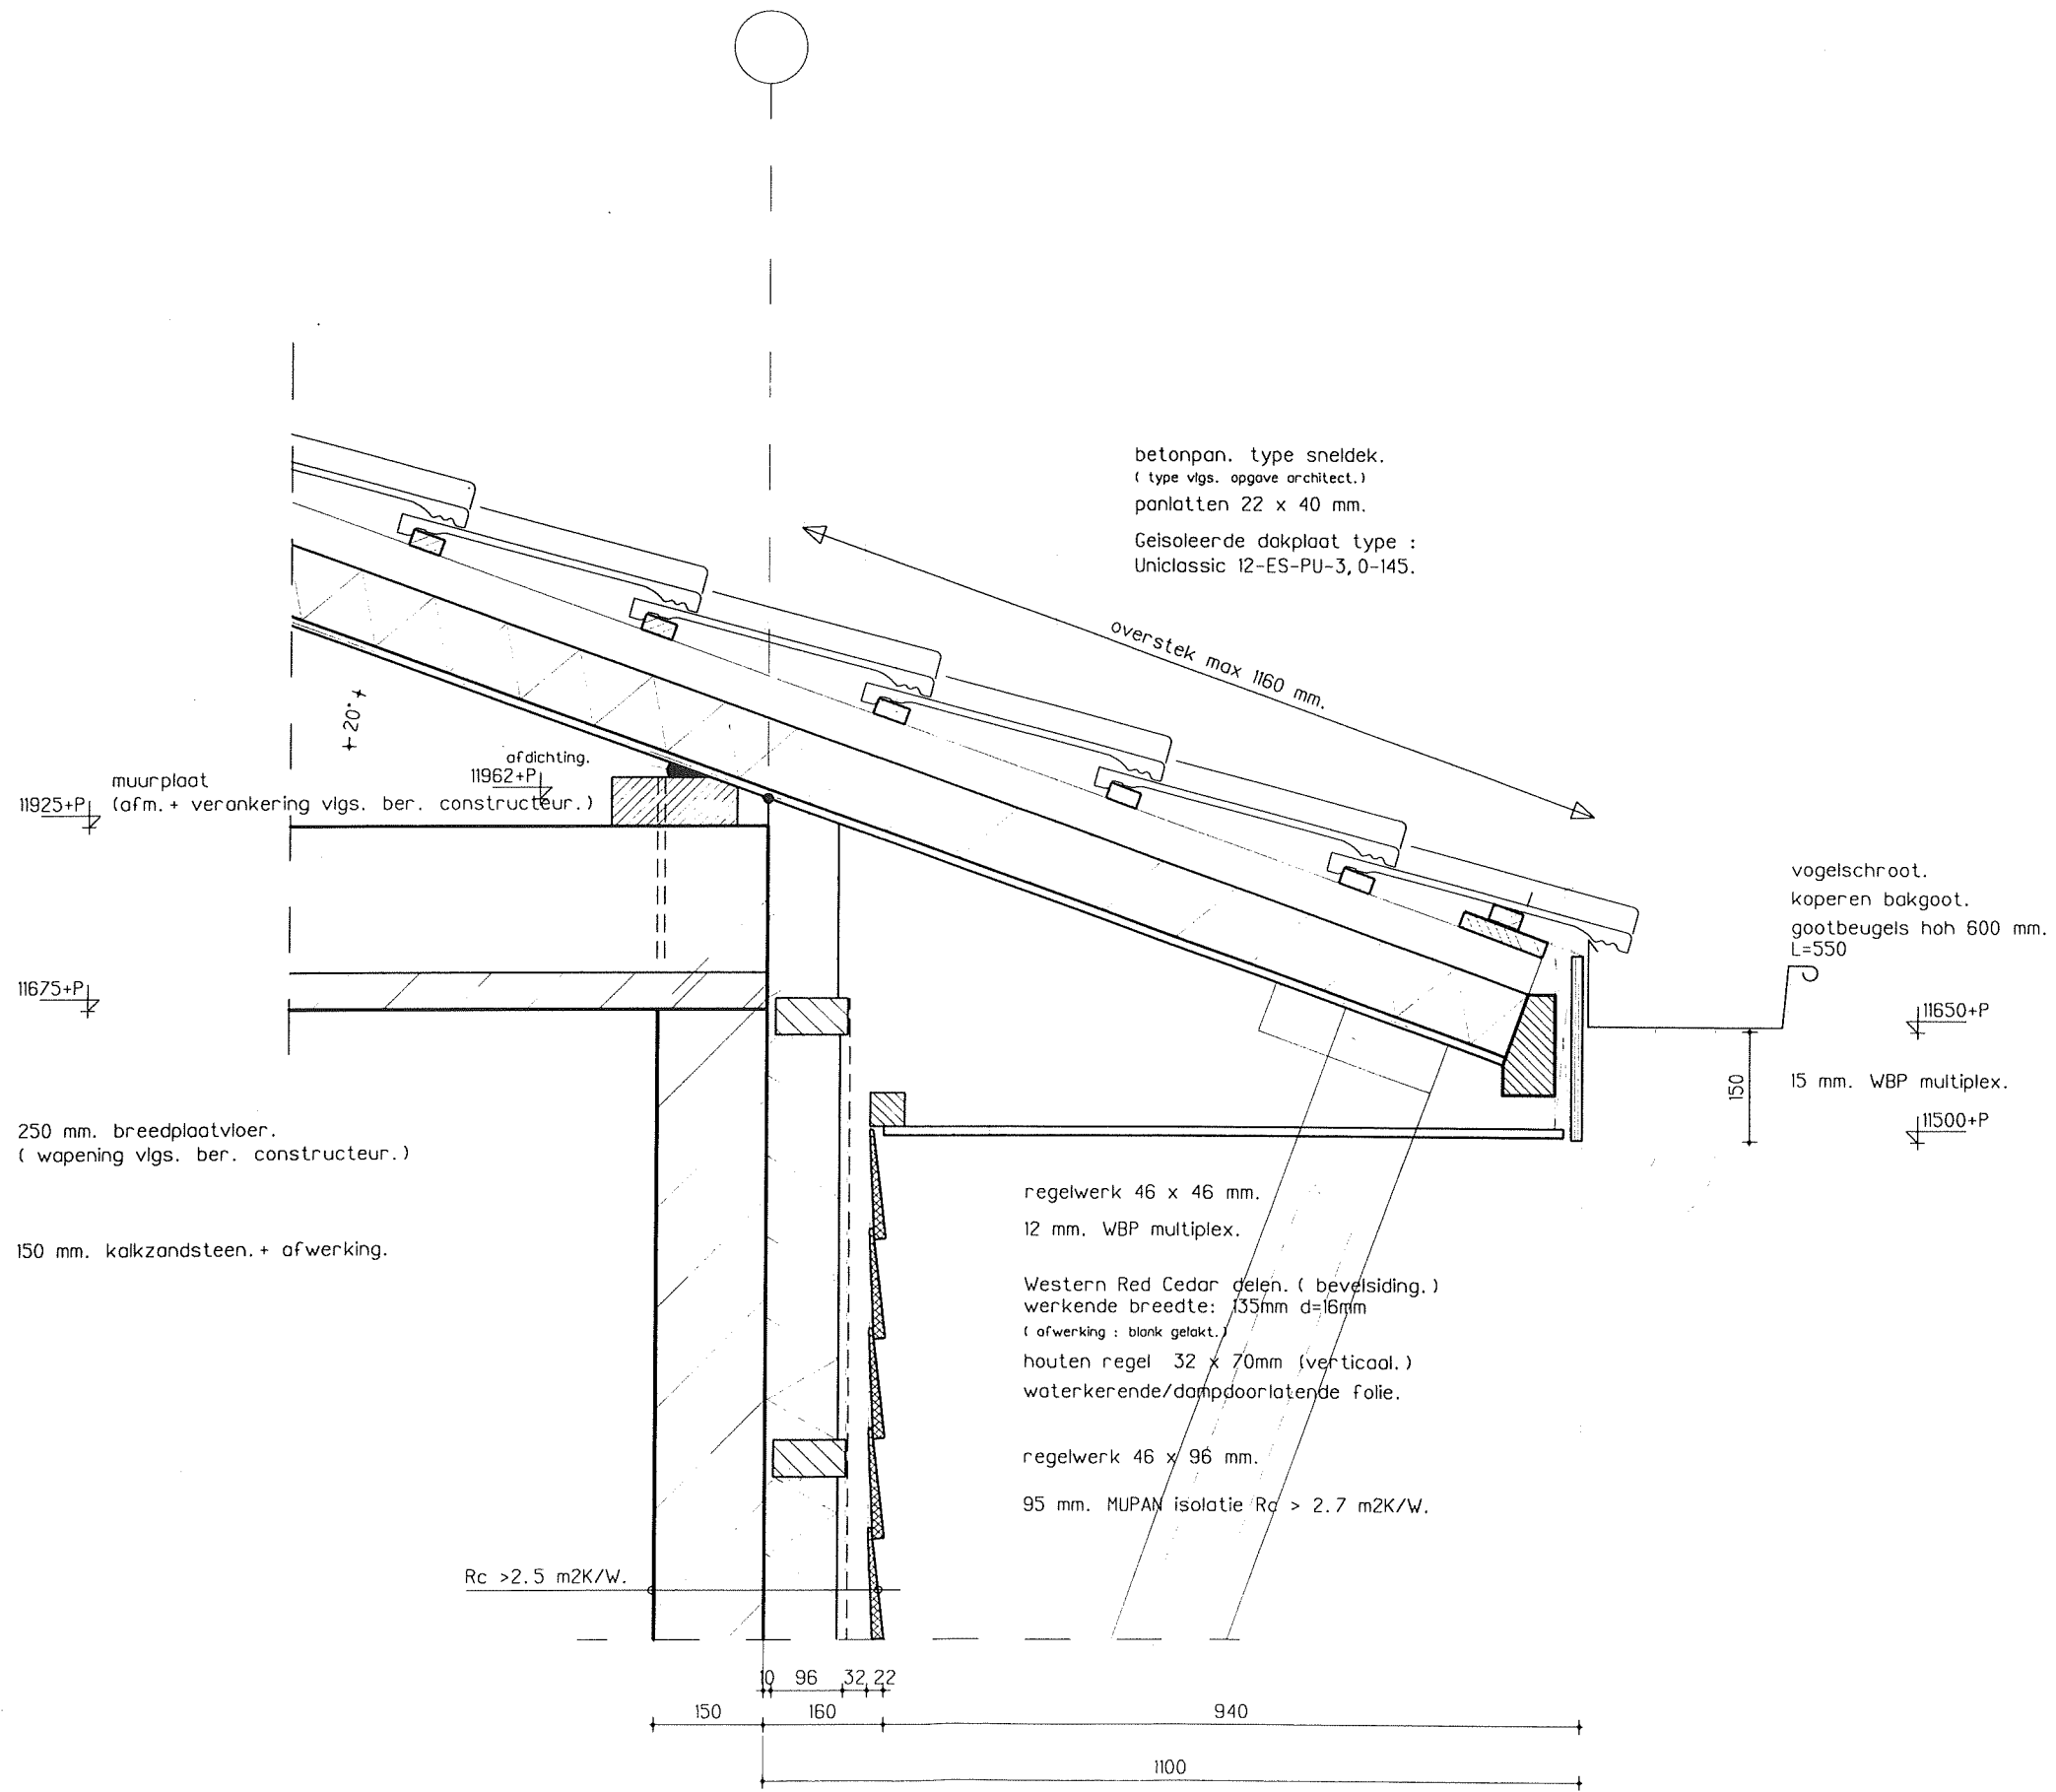 betonpan. type sneldek.
( type vlgs. opgave architect.)
panlatten 22 x 40 mm.
Geisoleerde dakplaat type :
Uniclassic 12-ES-PU-3,0-145.
overstek max 1160 mm.
+20°+
afdichting.
11962+P
muurplaat
11925+P
(afm.+ verankering vlgs. ber. constructeur.)
vogelschroot.
koperen bakgoot.
gootbeugels hoh 600 mm.
L=550
11675+P
11650+P
150
15 mm. WBP multiplex.
11500+P
250 mm. breedplaatvloer.
( wapening vlgs. ber. constructeur.)
150 mm. kalkzandsteen.+ afwerking.
regelwerk 46 x 46 mm.
12 mm. WBP multiplex.
Western Red Cedar delen.( bevelsiding.)
werkende breedte: 135mm d=16mm
( afwerking : blank gelakt.)
houten regel 32 x 70mm (verticaal.)
waterkerende/dampdoorlatende folie.
regelwerk 46 x 96 mm.
95 mm. MUPAN isolatie Rc > 2.7 m2K/W.
Rc >2.5 m2K/W.
10 96 32 22
150 160 940
1100